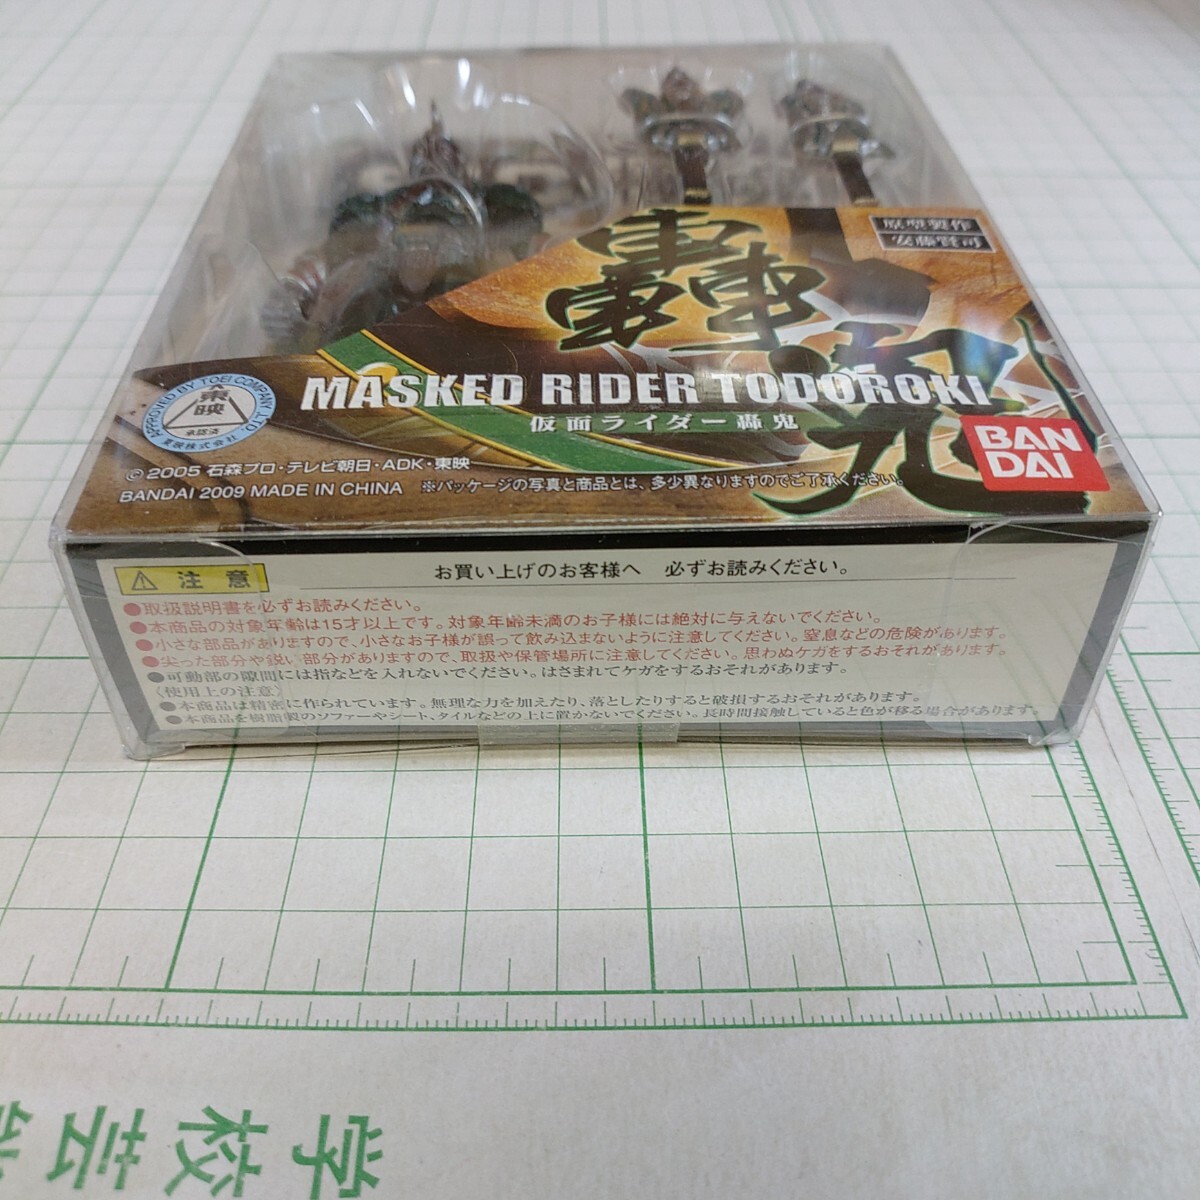 原型製作
安藤賢司
轟鬼
MASKED RIDER TODOROKI
仮面ライダー轟鬼
APPROVED BY TOEI COMPANY, LTD.
東映
承認済
東映株式会社
BAN
DAI
© 2005 石森プロ・テレビ朝日・ADK・東映
BANDAI 2009 MADE IN CHINA ※パッケージの写真と商品とは、多少異なりますのでご了承ください。
⚠ 注意
お買い上げのお客様へ 必ずお読みください。
●取扱説明書を必ずお読みください。
●本商品の対象年齢は15才以上です。対象年齢未満のお子様には絶対に与えないでください。
●小さな部品がありますので、小さなお子様が誤って飲み込まないように注意してください。窒息などの危険があります。
●尖った部分や鋭い部分がありますので、取扱や保管場所に注意してください。思わぬケガをするおそれがあります。
●可動部の隙間には指などを入れないでください。はさまれてケガをするおそれがあります。
〈使用上の注意〉
●本商品は精密に作られています。無理な力を加えたり、落としたりすると破損するおそれがあります。
●本商品を樹脂製のソファーやシート、タイルなどの上に置かないでください。長時間接触していると色が移る場合があります。
学校芸